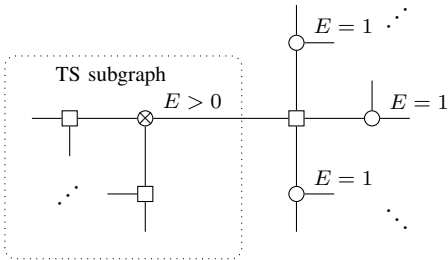 E = 1
TS subgraph
E > 0
E = 1
E = 1